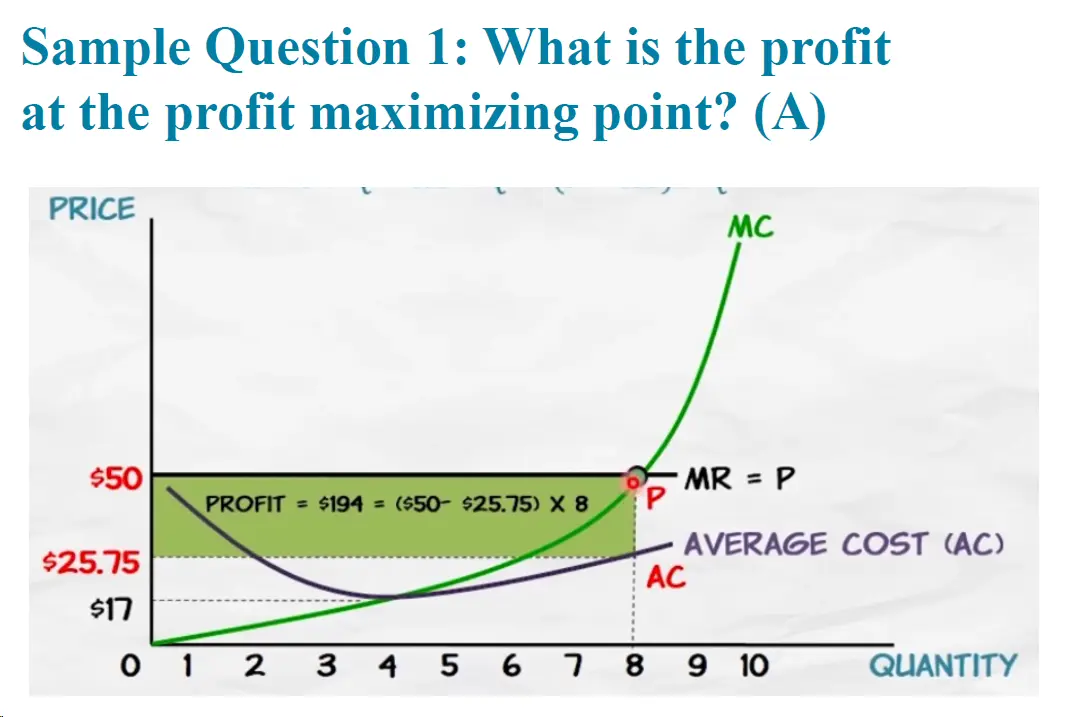 Sample Question 1: What is the profit
at the profit maximizing point? (A)
PRICE
MC
$50
PROFIT = $194 = ($50- $25.75) X 8
P
MR = P
AVERAGE COST (AC)
$25.75
AC
$17
0 1 2 3 4 5 6 7 8 9 10 QUANTITY